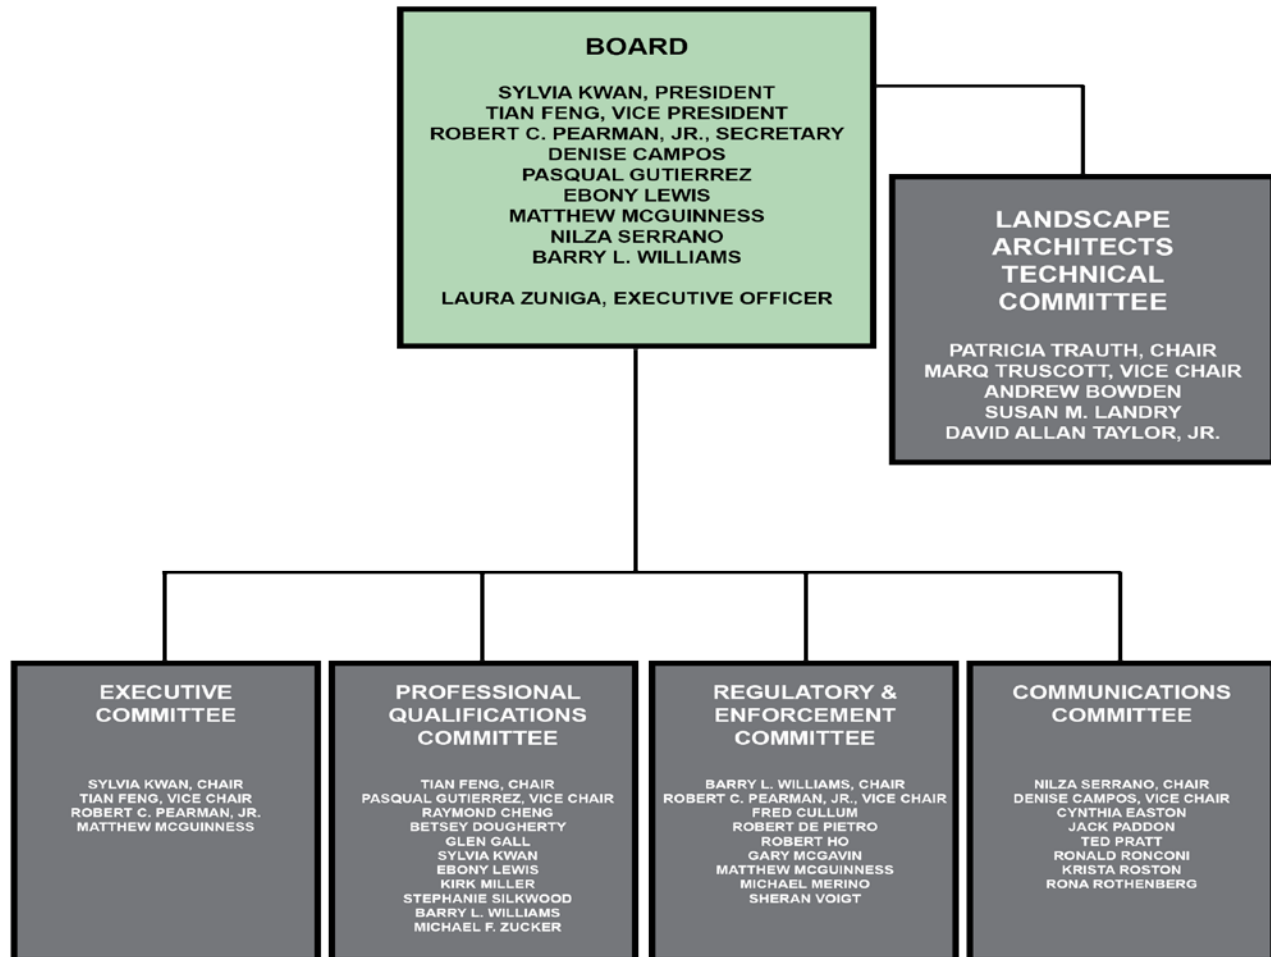 BOARD
SYLVIA KWAN, PRESIDENT
TIAN FENG, VICE PRESIDENT
ROBERT C. PEARMAN, JR., SECRETARY
DENISE CAMPOS
PASQUAL GUTIERREZ
EBONY LEWIS
MATTHEW MCGUINNESS
NILZA SERRANO
BARRY L. WILLIAMS
LAURA ZUNIGA, EXECUTIVE OFFICER
LANDSCAPE
ARCHITECTS
TECHNICAL
COMMITTEE
PATRICIA TRAUTH, CHAIR
MARQ TRUSCOTT, VICE CHAIR
ANDREW BOWDEN
SUSAN M. LANDRY
DAVID ALLAN TAYLOR, JR.
EXECUTIVE
COMMITTEE
SYLVIA KWAN, CHAIR
TIAN FENG, VICE CHAIR
ROBERT C. PEARMAN, JR.
MATTHEW MCGUINNESS
PROFESSIONAL
QUALIFICATIONS
COMMITTEE
TIAN FENG, CHAIR
PASQUAL GUTIERREZ, VICE CHAIR
RAYMOND CHENG
BETSEY DOUGHERTY
GLEN GALL
SYLVIA KWAN
EBONY LEWIS
KIRK MILLER
STEPHANIE SILKWOOD
BARRY L. WILLIAMS
MICHAEL F. ZUCKER
REGULATORY &
ENFORCEMENT
COMMITTEE
BARRY L. WILLIAMS, CHAIR
ROBERT C. PEARMAN, JR., VICE CHAIR
FRED CULLUM
ROBERT DE PIETRO
ROBERT HO
GARY MCGAVIN
MATTHEW MCGUINNESS
MICHAEL MERINO
SHERAN VOIGT
COMMUNICATIONS
COMMITTEE
NILZA SERRANO, CHAIR
DENISE CAMPOS, VICE CHAIR
CYNTHIA EASTON
JACK PADDON
TED PRATT
RONALD RONCONI
KRISTA ROSTON
RONA ROTHENBERG